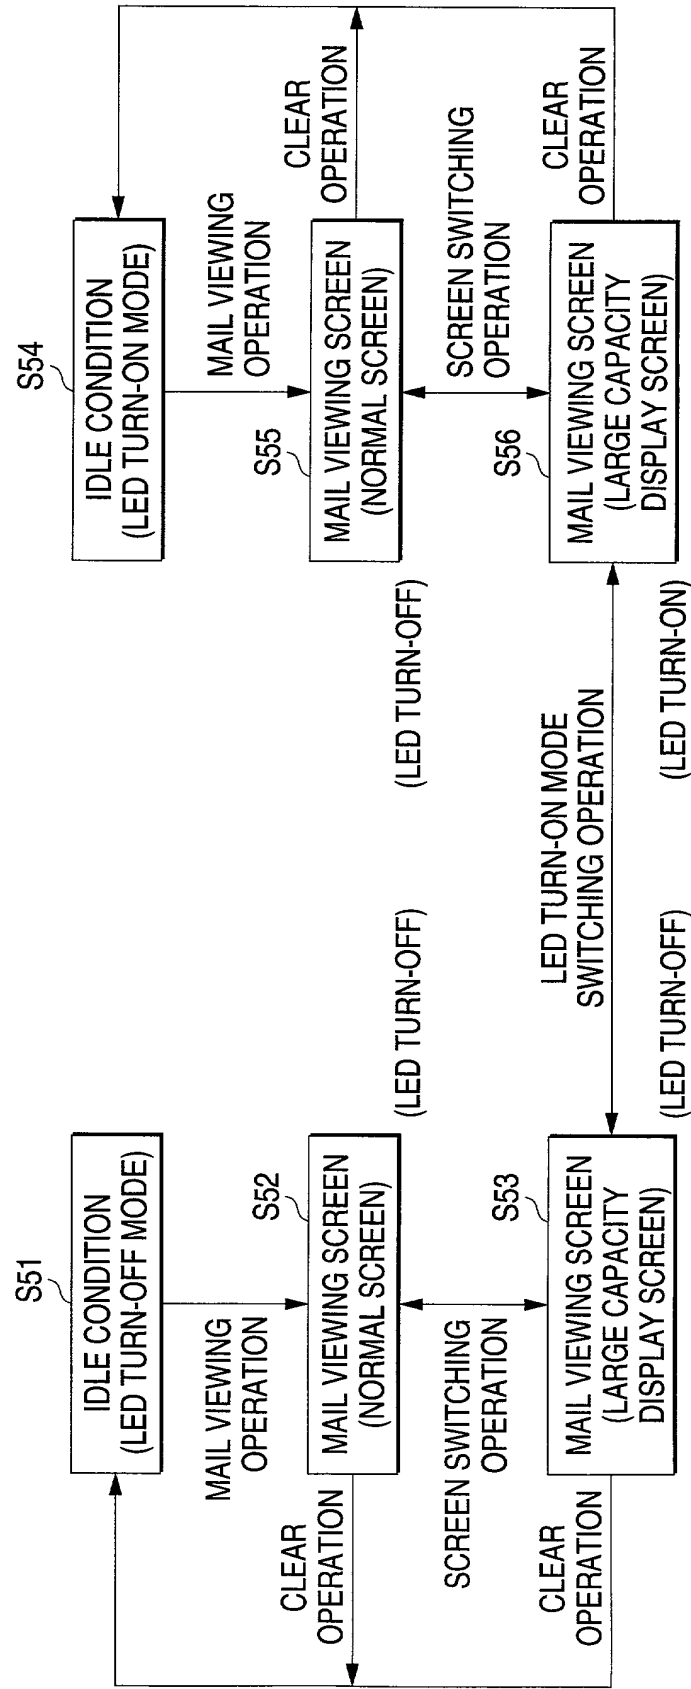 S51
IDLE CONDITION
(LED TURN-OFF MODE)
MAIL VIEWING
OPERATION
S52
MAIL VIEWING SCREEN
(NORMAL SCREEN)
(LED TURN-OFF)
CLEAR
OPERATION
SCREEN SWITCHING
OPERATION
S53
MAIL VIEWING SCREEN
(LARGE CAPACITY
DISPLAY SCREEN)
(LED TURN-OFF)
CLEAR
OPERATION
LED TURN-ON MODE
SWITCHING OPERATION
S54
IDLE CONDITION
(LED TURN-ON MODE)
MAIL VIEWING
OPERATION
S55
MAIL VIEWING SCREEN
(NORMAL SCREEN)
(LED TURN-OFF)
CLEAR
OPERATION
SCREEN SWITCHING
OPERATION
S56
MAIL VIEWING SCREEN
(LARGE CAPACITY
DISPLAY SCREEN)
(LED TURN-ON)
CLEAR
OPERATION